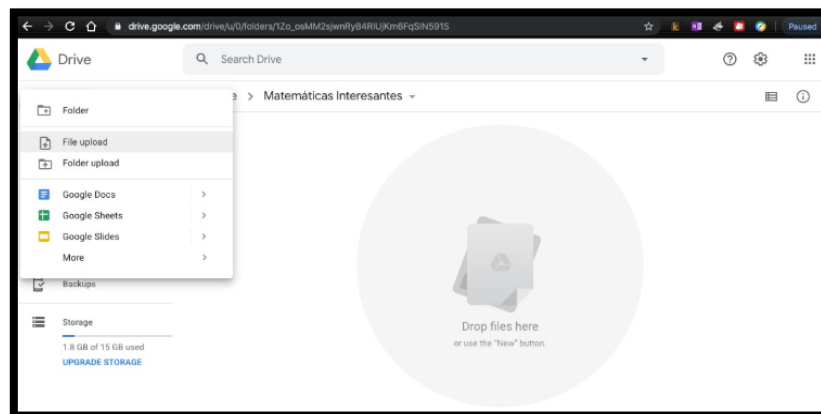 drive.google.com/drive/u/0/folders/1Zo_osMM2sjwnRyB4RlUjKm6FqSlN591S
Paused
Drive
Search Drive
> Matemáticas Interesantes
Folder
File upload
Folder upload
Google Docs
Google Sheets
Google Slides
More
Backups
Storage
1.8 GB of 15 GB used
UPGRADE STORAGE
Drop files here
or use the "New" button.